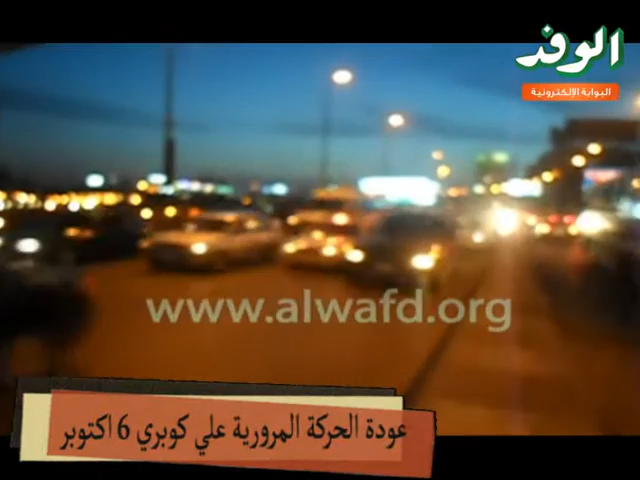 الوفد
البوابة الإلكترونية
www.alwafd.org
عودة الحركة المرورية علي كوبري 6 اكتوبر